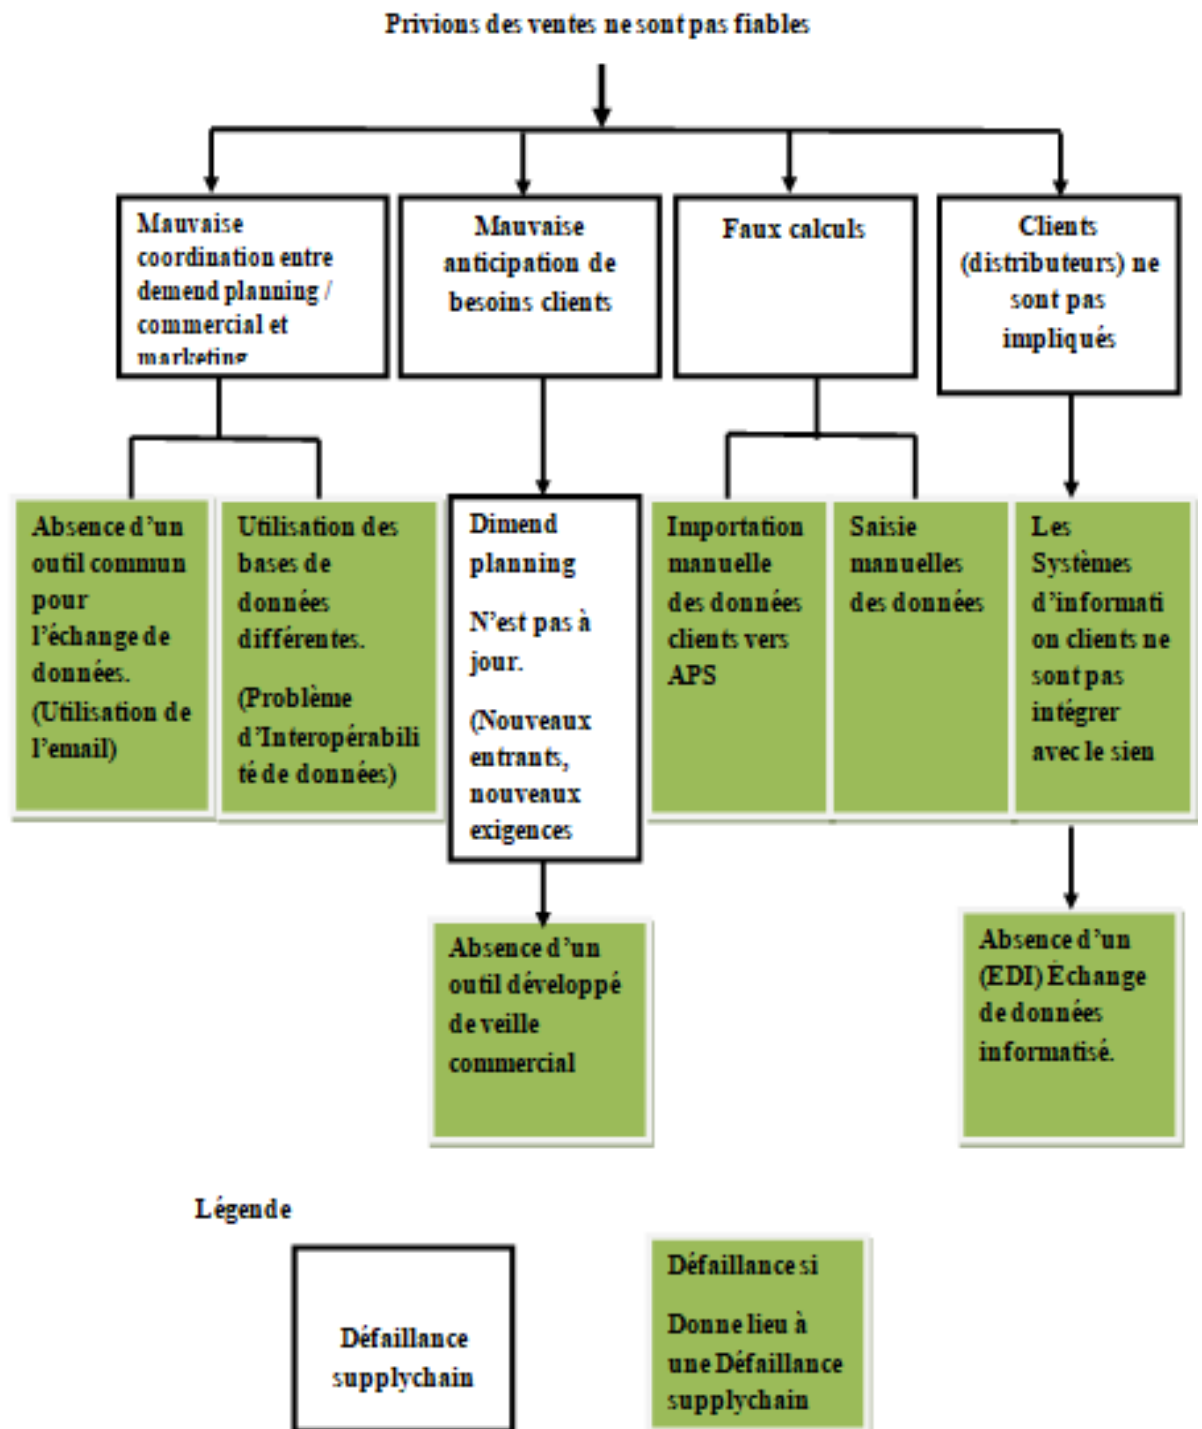 Privions des ventes ne sont pas fiables
Mauvaise
coordination entre
demend planning /
commercial et
marketing
Mauvaise
anticipation de
besoins clients
Faux calculs
Clients
(distributeurs) ne
sont pas
impliqués
Absence d’un
outil commun
pour
l’échange de
données.
(Utilisation de
l’email)
Utilisation des
bases de
données
différentes.
(Problème
d’Interopérabili
té de données)
Dimend
planning
N’est pas à
jour.
(Nouveaux
entrants,
nouveaux
exigences
Importation
manuelle
des données
clients vers
APS
Saisie
manuelles
des données
Les
Systèmes
d’informati
on clients ne
sont pas
intégrer
avec le sien
Absence d’un
outil développé
de veille
commercial
Absence d’un
(EDI) Échange
de données
informatisé.
Légende
Défaillance
supplychain
Défaillance si
Donne lieu à
une Défaillance
supplychain